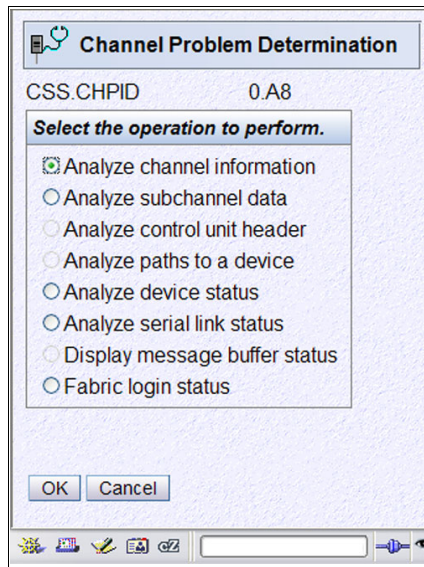 Channel Problem Determination
CSS.CHPID 0.A8
Select the operation to perform.
Analyze channel information
Analyze subchannel data
Analyze control unit header
Analyze paths to a device
Analyze device status
Analyze serial link status
Display message buffer status
Fabric login status
OK Cancel